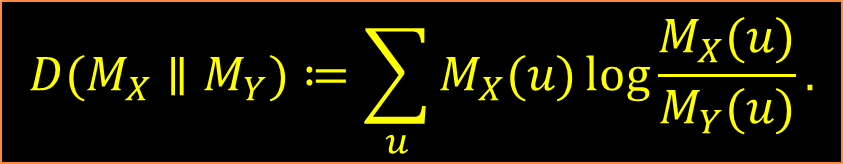 D(M_X ∥ M_Y) ≔ ∑_u M_X(u) log M_X(u)/M_Y(u) .